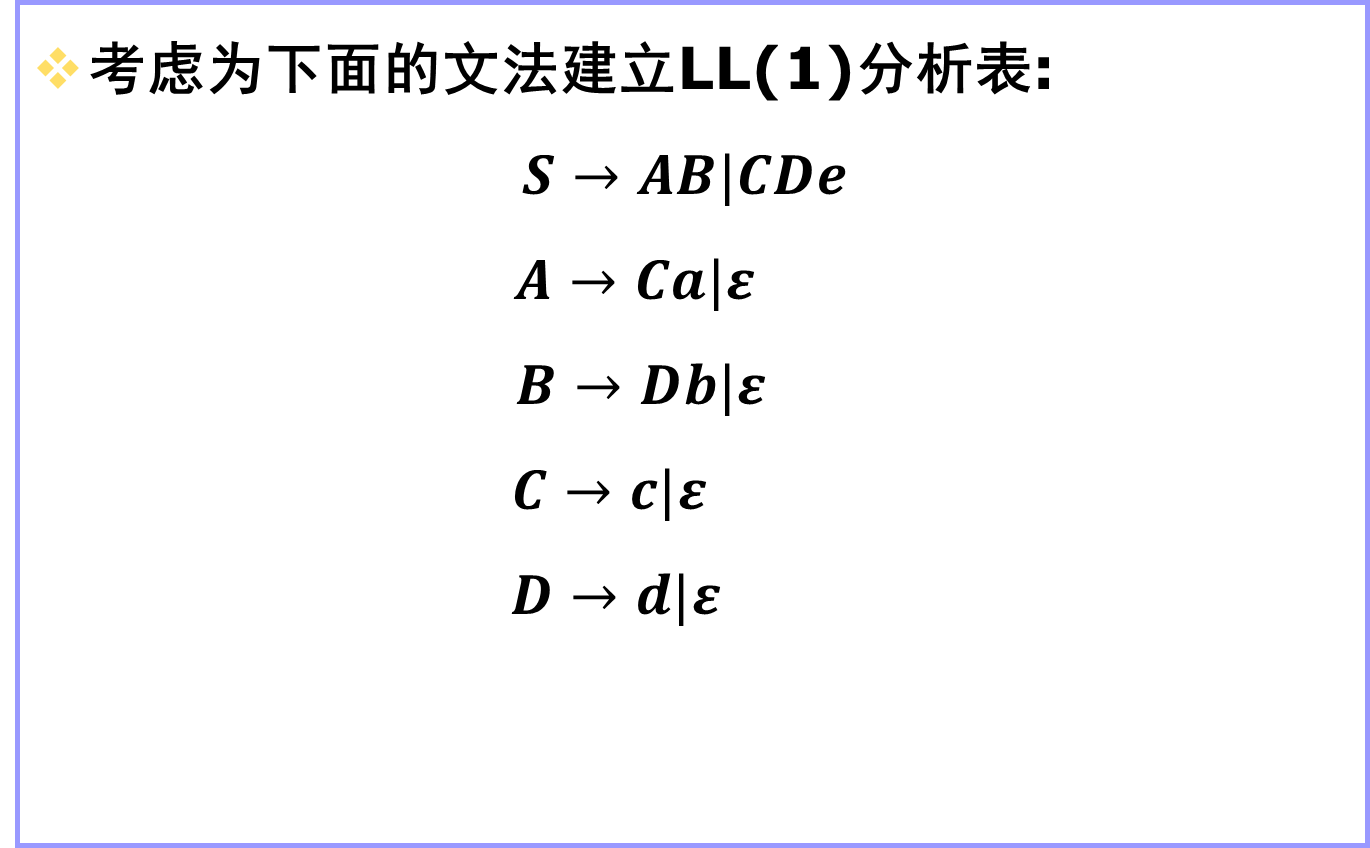 考虑为下面的文法建立LL(1)分析表:
S → AB|CDe
A → Ca|ε
B → Db|ε
C → c|ε
D → d|ε